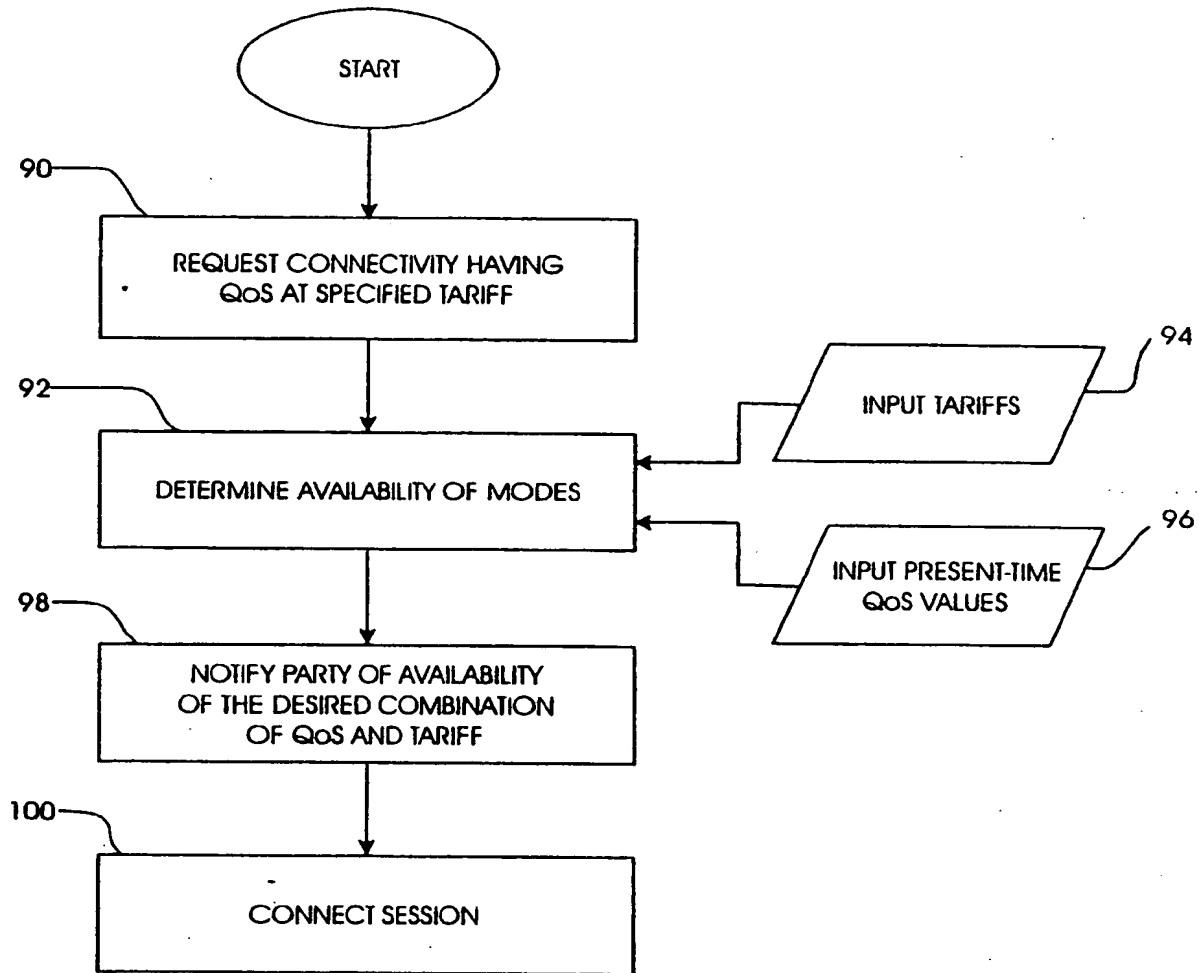 START
90
REQUEST CONNECTIVITY HAVING
QoS AT SPECIFIED TARIFF
92
DETERMINE AVAILABILITY OF MODES
94
INPUT TARIFFS
96
INPUT PRESENT-TIME
QoS VALUES
98
NOTIFY PARTY OF AVAILABILITY
OF THE DESIRED COMBINATION
OF QoS AND TARIFF
100
CONNECT SESSION